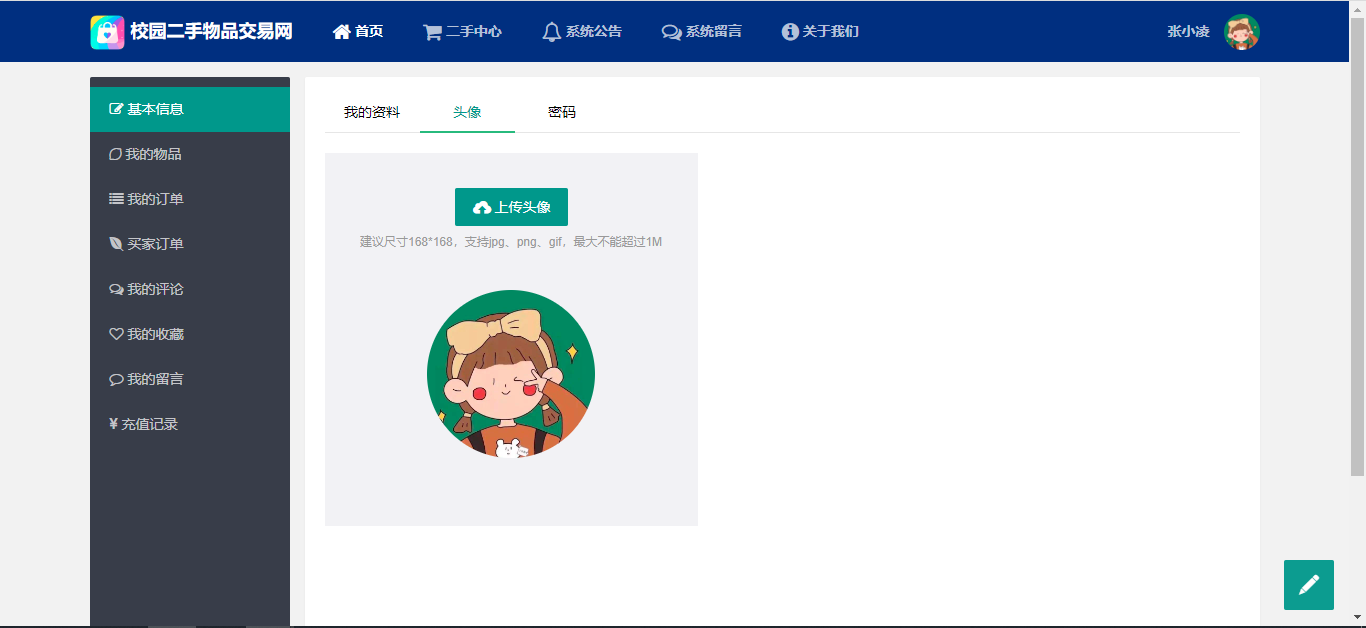 校园二手物品交易网 首页 二手中心 系统公告 系统留言 关于我们 张小凌
基本信息
我的物品
我的订单
买家订单
我的评论
我的收藏
我的留言
¥ 充值记录
我的资料 头像 密码
上传头像
建议尺寸168*168，支持jpg、png、gif，最大不能超过1M